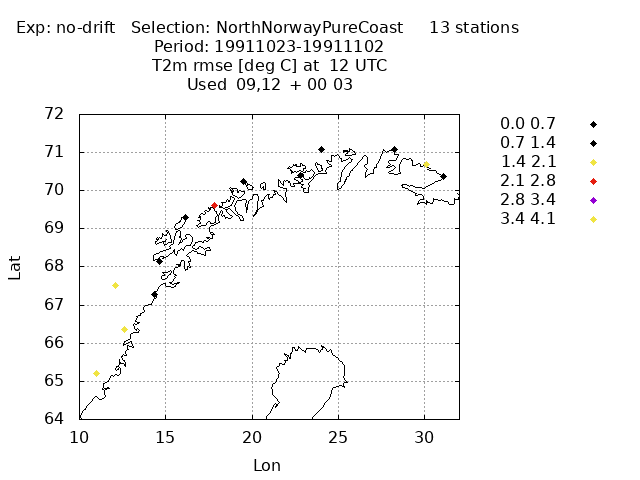 Exp: no-drift   Selection: NorthNorwayPureCoast     13 stations
Period: 19911023-19911102
T2m rmse [deg C] at  12 UTC
Used  09,12  + 00 03
72
71
70
69
68
67
66
65
64
10 15 20 25 30
Lat
Lon
0.0 0.7
0.7 1.4
1.4 2.1
2.1 2.8
2.8 3.4
3.4 4.1